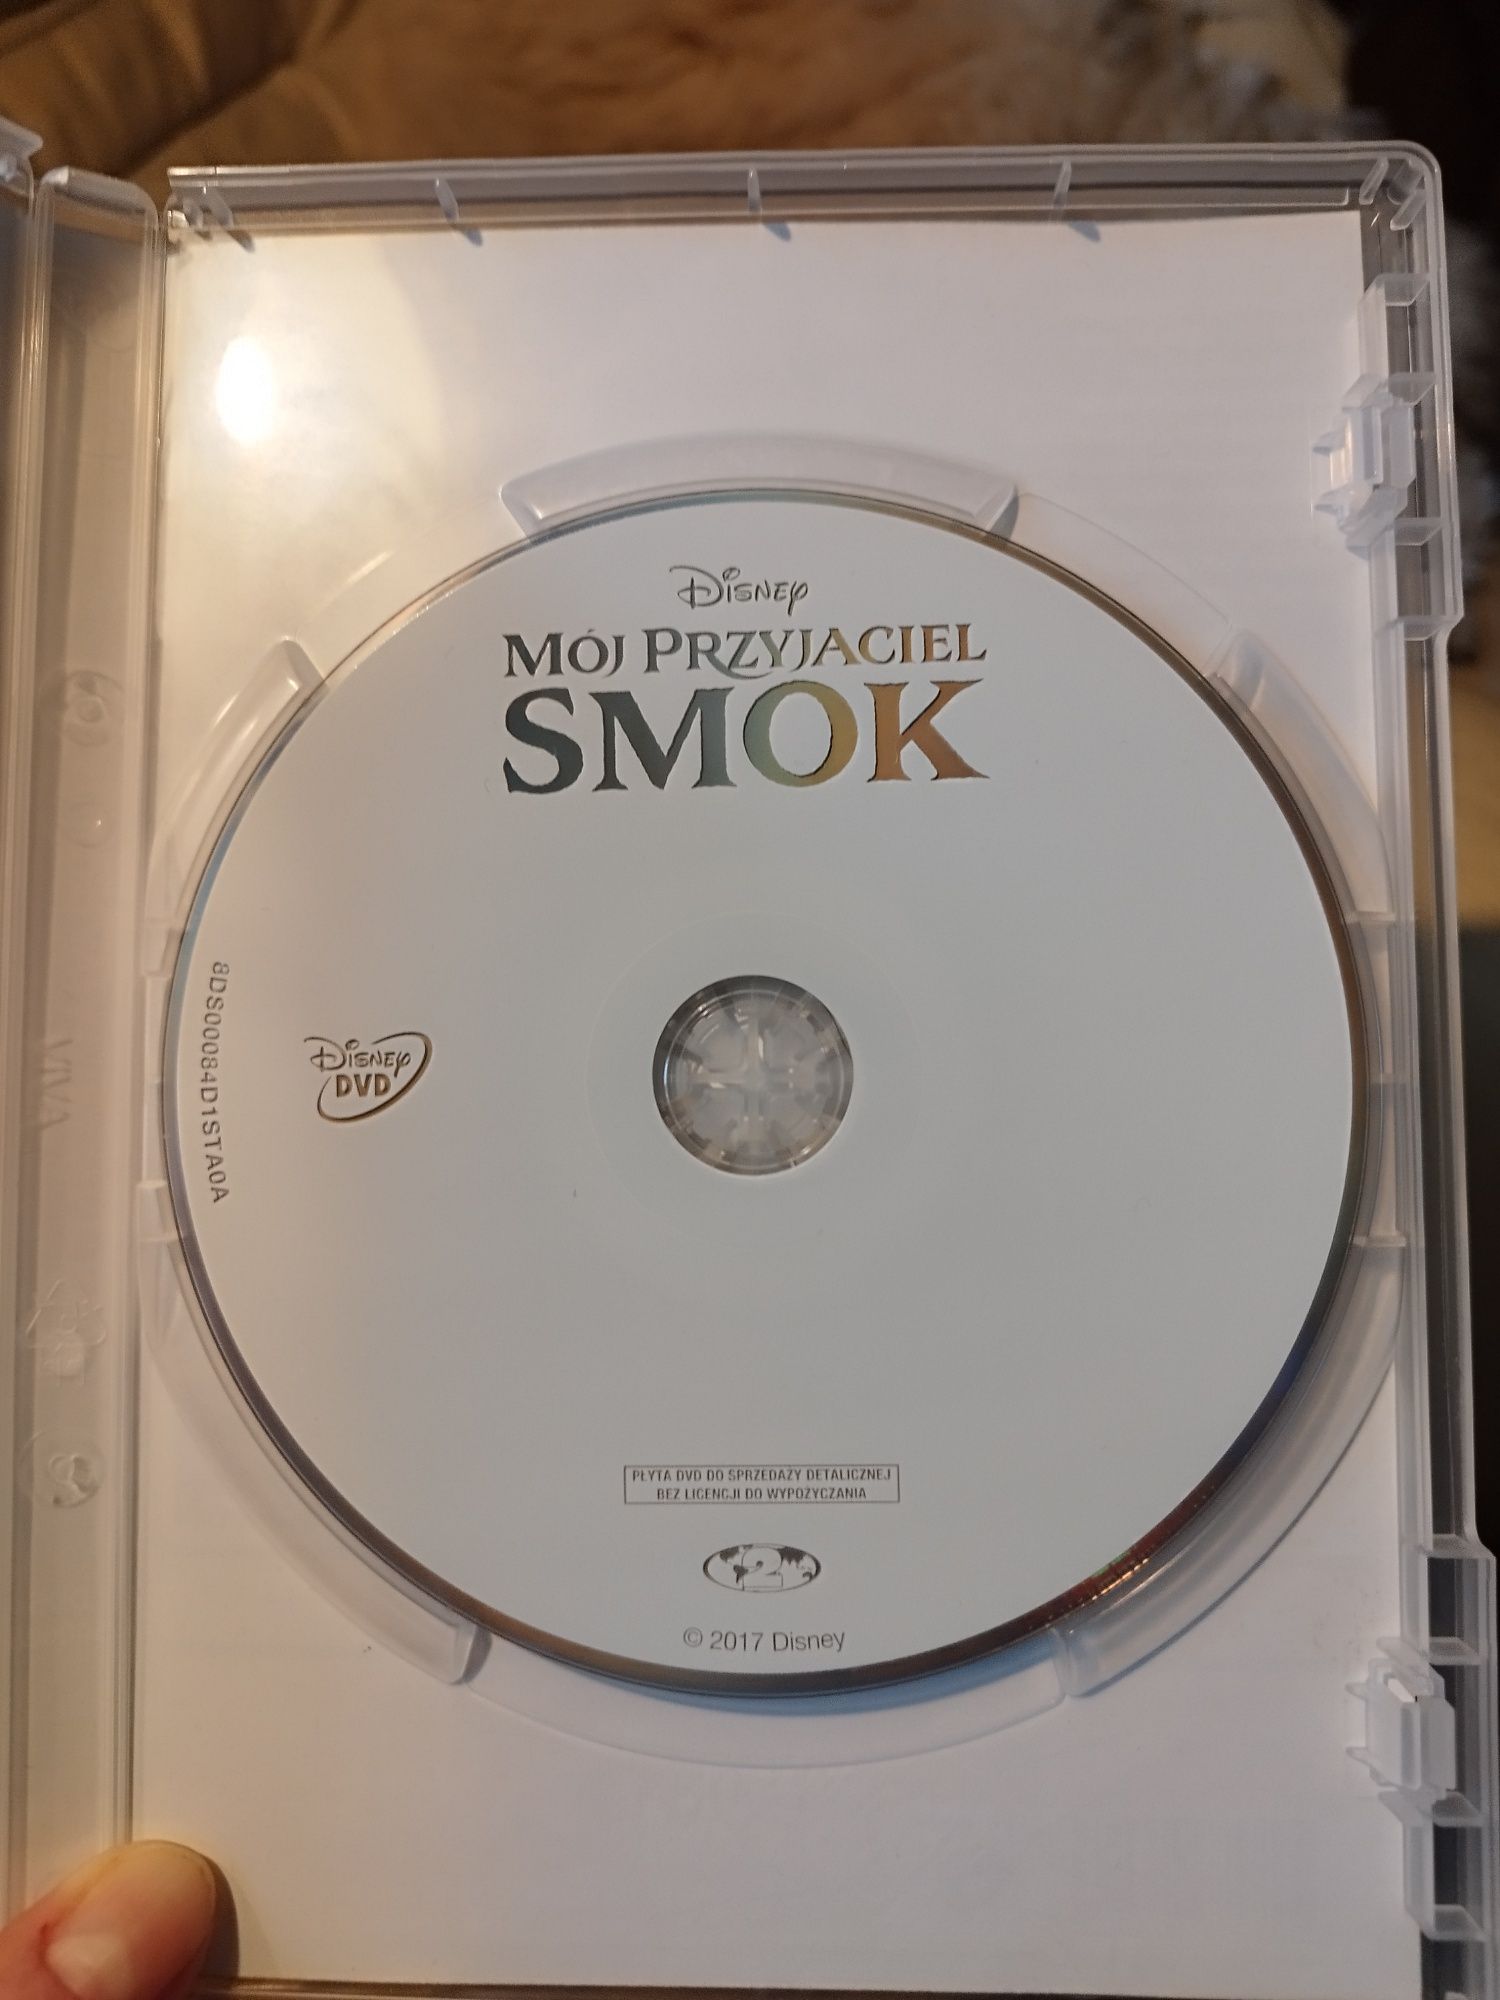 Disney
MÓJ PRZYJACIEL
SMOK
8DS00084D1STA0A
Disney
DVD
VIVA
PŁYTA DVD DO SPRZEDAŻY DETALICZNEJ
BEZ LICENCJI DO WYPOŻYCZANIA
2
© 2017 Disney